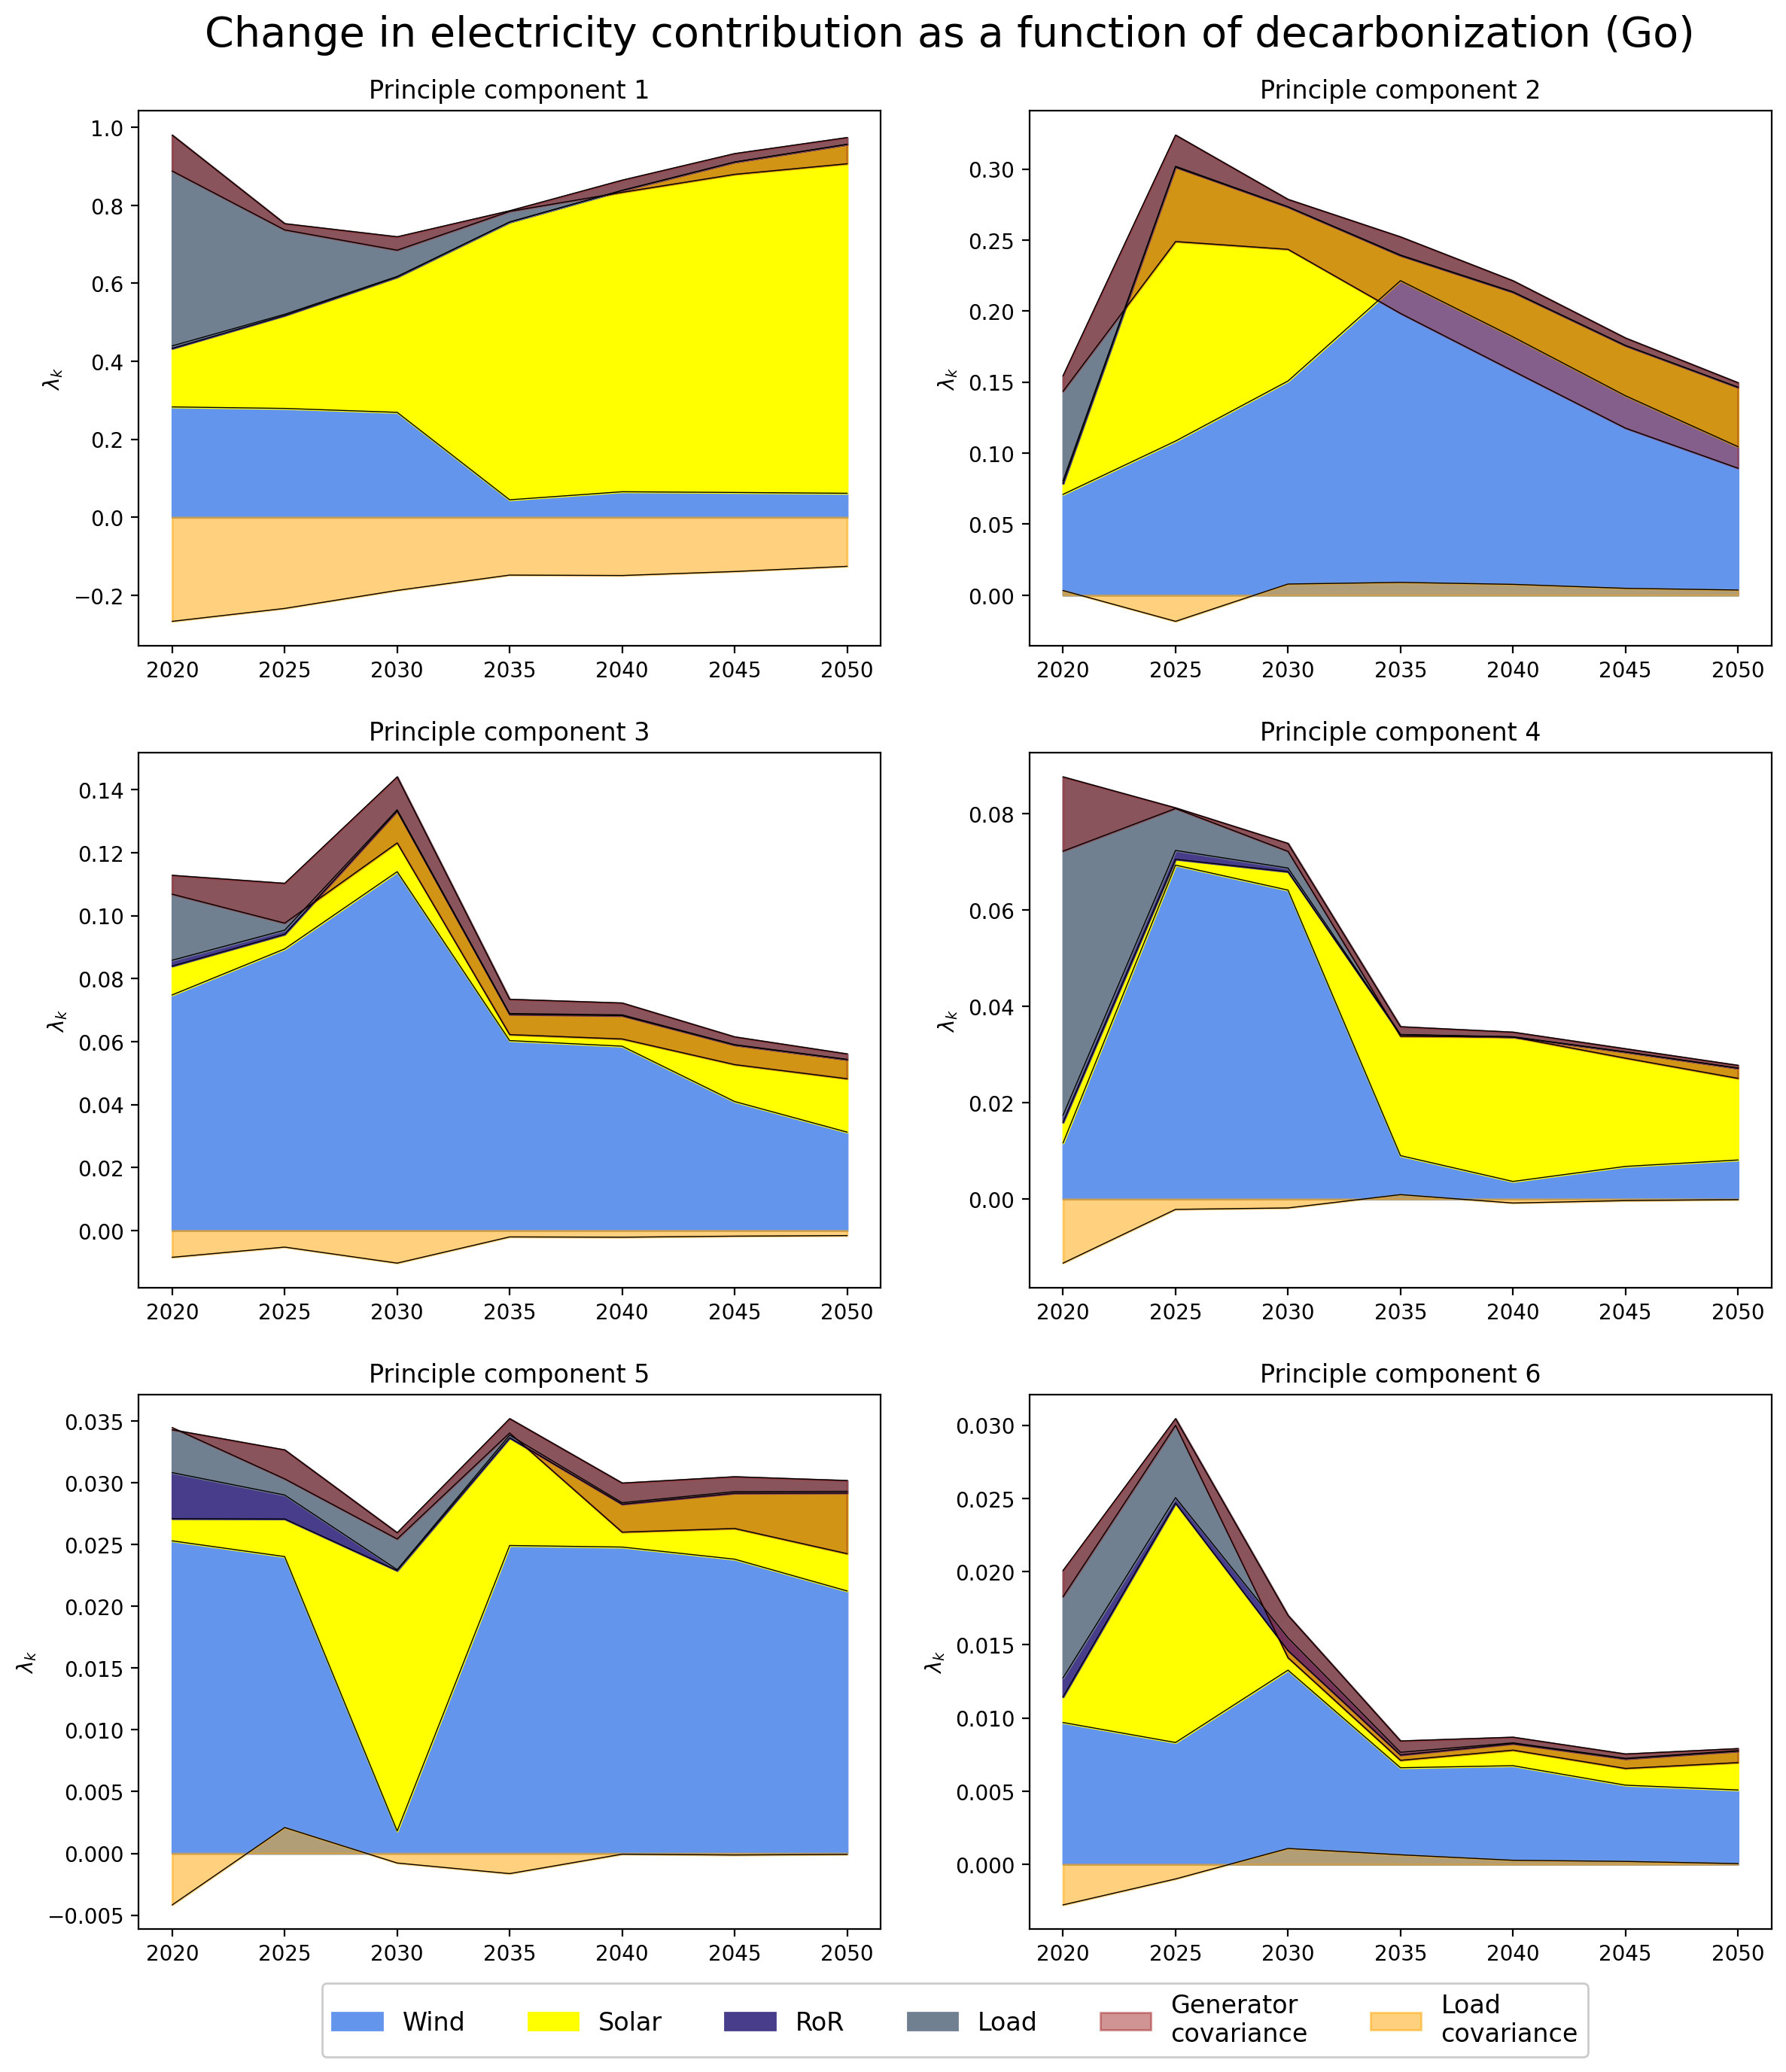 Change in electricity contribution as a function of decarbonization (Go)
Principle component 1
1.0
0.8
0.6
0.4
0.2
0.0
−0.2
λk
2020 2025 2030 2035 2040 2045 2050
Principle component 2
0.30
0.25
0.20
0.15
0.10
0.05
0.00
λk
2020 2025 2030 2035 2040 2045 2050
Principle component 3
0.14
0.12
0.10
0.08
0.06
0.04
0.02
0.00
λk
2020 2025 2030 2035 2040 2045 2050
Principle component 4
0.08
0.06
0.04
0.02
0.00
λk
2020 2025 2030 2035 2040 2045 2050
Principle component 5
0.035
0.030
0.025
0.020
0.015
0.010
0.005
0.000
−0.005
λk
2020 2025 2030 2035 2040 2045 2050
Principle component 6
0.030
0.025
0.020
0.015
0.010
0.005
0.000
λk
2020 2025 2030 2035 2040 2045 2050
Wind
Solar
RoR
Load
Generator
covariance
Load
covariance